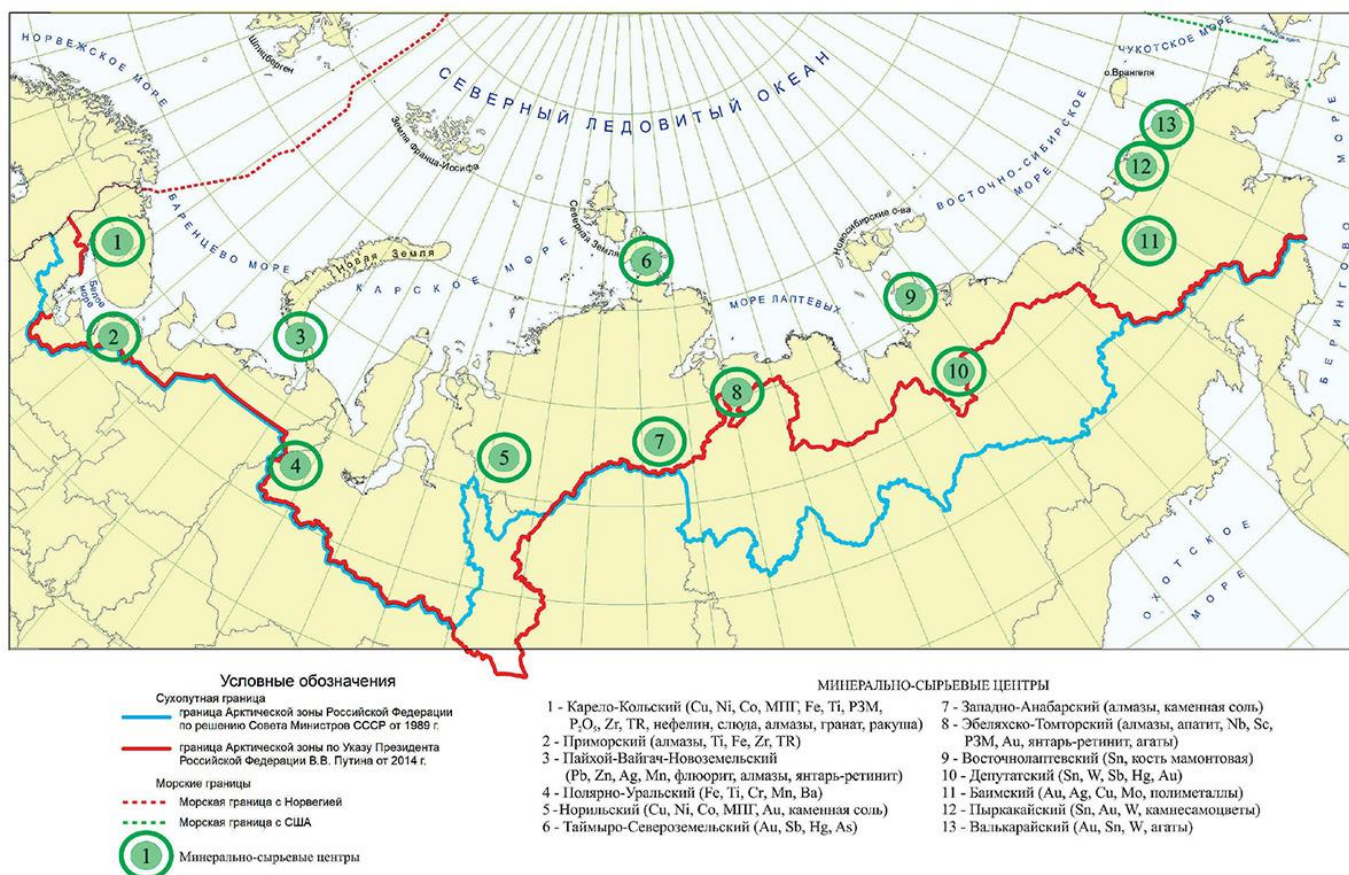 НОРВЕЖСКОЕ МОРЕ
Шпицберген
СЕВЕРНЫЙ ЛЕДОВИТЫЙ ОКЕАН
ЧУКОТСКОЕ МОРЕ
о.Врангеля
Земля Франца-Иосифа
БАРЕНЦЕВО МОРЕ
Новая Земля
КАРСКОЕ МОРЕ
Северная Земля
МОРЕ ЛАПТЕВЫХ
Новосибирские о-ва
ВОСТОЧНО-СИБИРСКОЕ
МОРЕ
Белое
море
БЕРИНГОВО МОРЕ
ОХОТСКОЕ
МОРЕ
1
2
3
4
5
6
7
8
9
10
11
12
13
Условные обозначения
Сухопутная граница
граница Арктической зоны Российской Федерации
по решению Совета Министров СССР от 1989 г.
граница Арктической зоны по Указу Президента
Российской Федерации В.В. Путина от 2014 г.
Морские границы
Морская граница с Норвегией
Морская граница с США
1 Минерально-сырьевые центры
МИНЕРАЛЬНО-СЫРЬЕВЫЕ ЦЕНТРЫ
1 - Карело-Кольский (Cu, Ni, Co, МПГ, Fe, Ti, РЗМ,
P₂O₅, Zr, TR, нефелин, слюда, алмазы, гранат, ракуша)
2 - Приморский (алмазы, Ti, Fe, Zr, TR)
3 - Пайхой-Вайгач-Новоземельский
(Pb, Zn, Ag, Mn, флюорит, алмазы, янтарь-ретинит)
4 - Полярно-Уральский (Fe, Ti, Cr, Mn, Ba)
5 -Норильский (Cu, Ni, Co, МПГ, Au, каменная соль)
6 - Таймыро-Североземельский (Au, Sb, Hg, As)
7 - Западно-Анабарский (алмазы, каменная соль)
8 - Эбеляхско-Томторский (алмазы, апатит, Nb, Sc,
РЗМ, Au, янтарь-ретинит, агаты)
9 - Восточнолаптевский (Sn, кость мамонтовая)
10 - Депутатский (Sn, W, Sb, Hg, Au)
11 - Баимский (Au, Ag, Cu, Mo, полиметаллы)
12 - Пыркакайский (Sn, Au, W, камнесамоцветы)
13 - Валькарайский (Au, Sn, W, агаты)